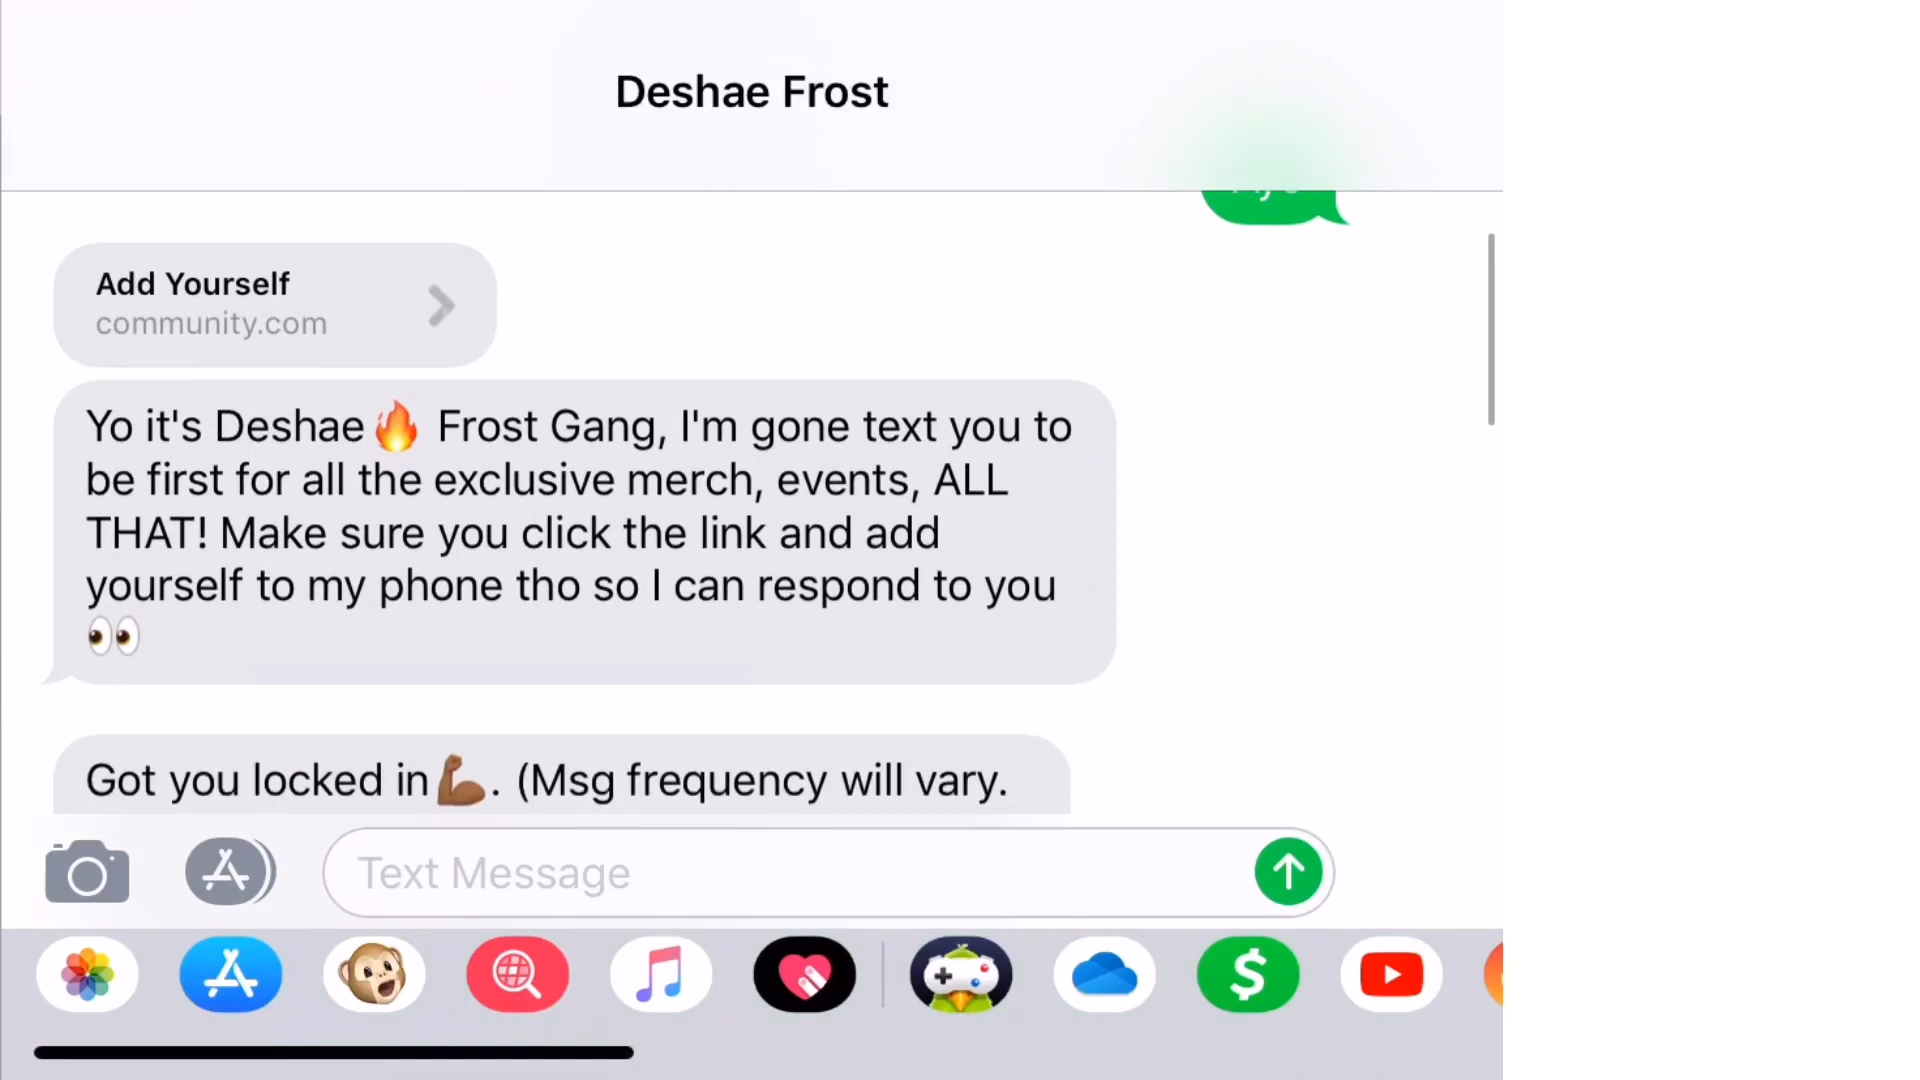 Deshae Frost
Add Yourself
community.com
Yo it's Deshae🔥 Frost Gang, I'm gone text you to
be first for all the exclusive merch, events, ALL
THAT! Make sure you click the link and add
yourself to my phone tho so I can respond to you
👀
Got you locked in💪🏾. (Msg frequency will vary.
Text Message